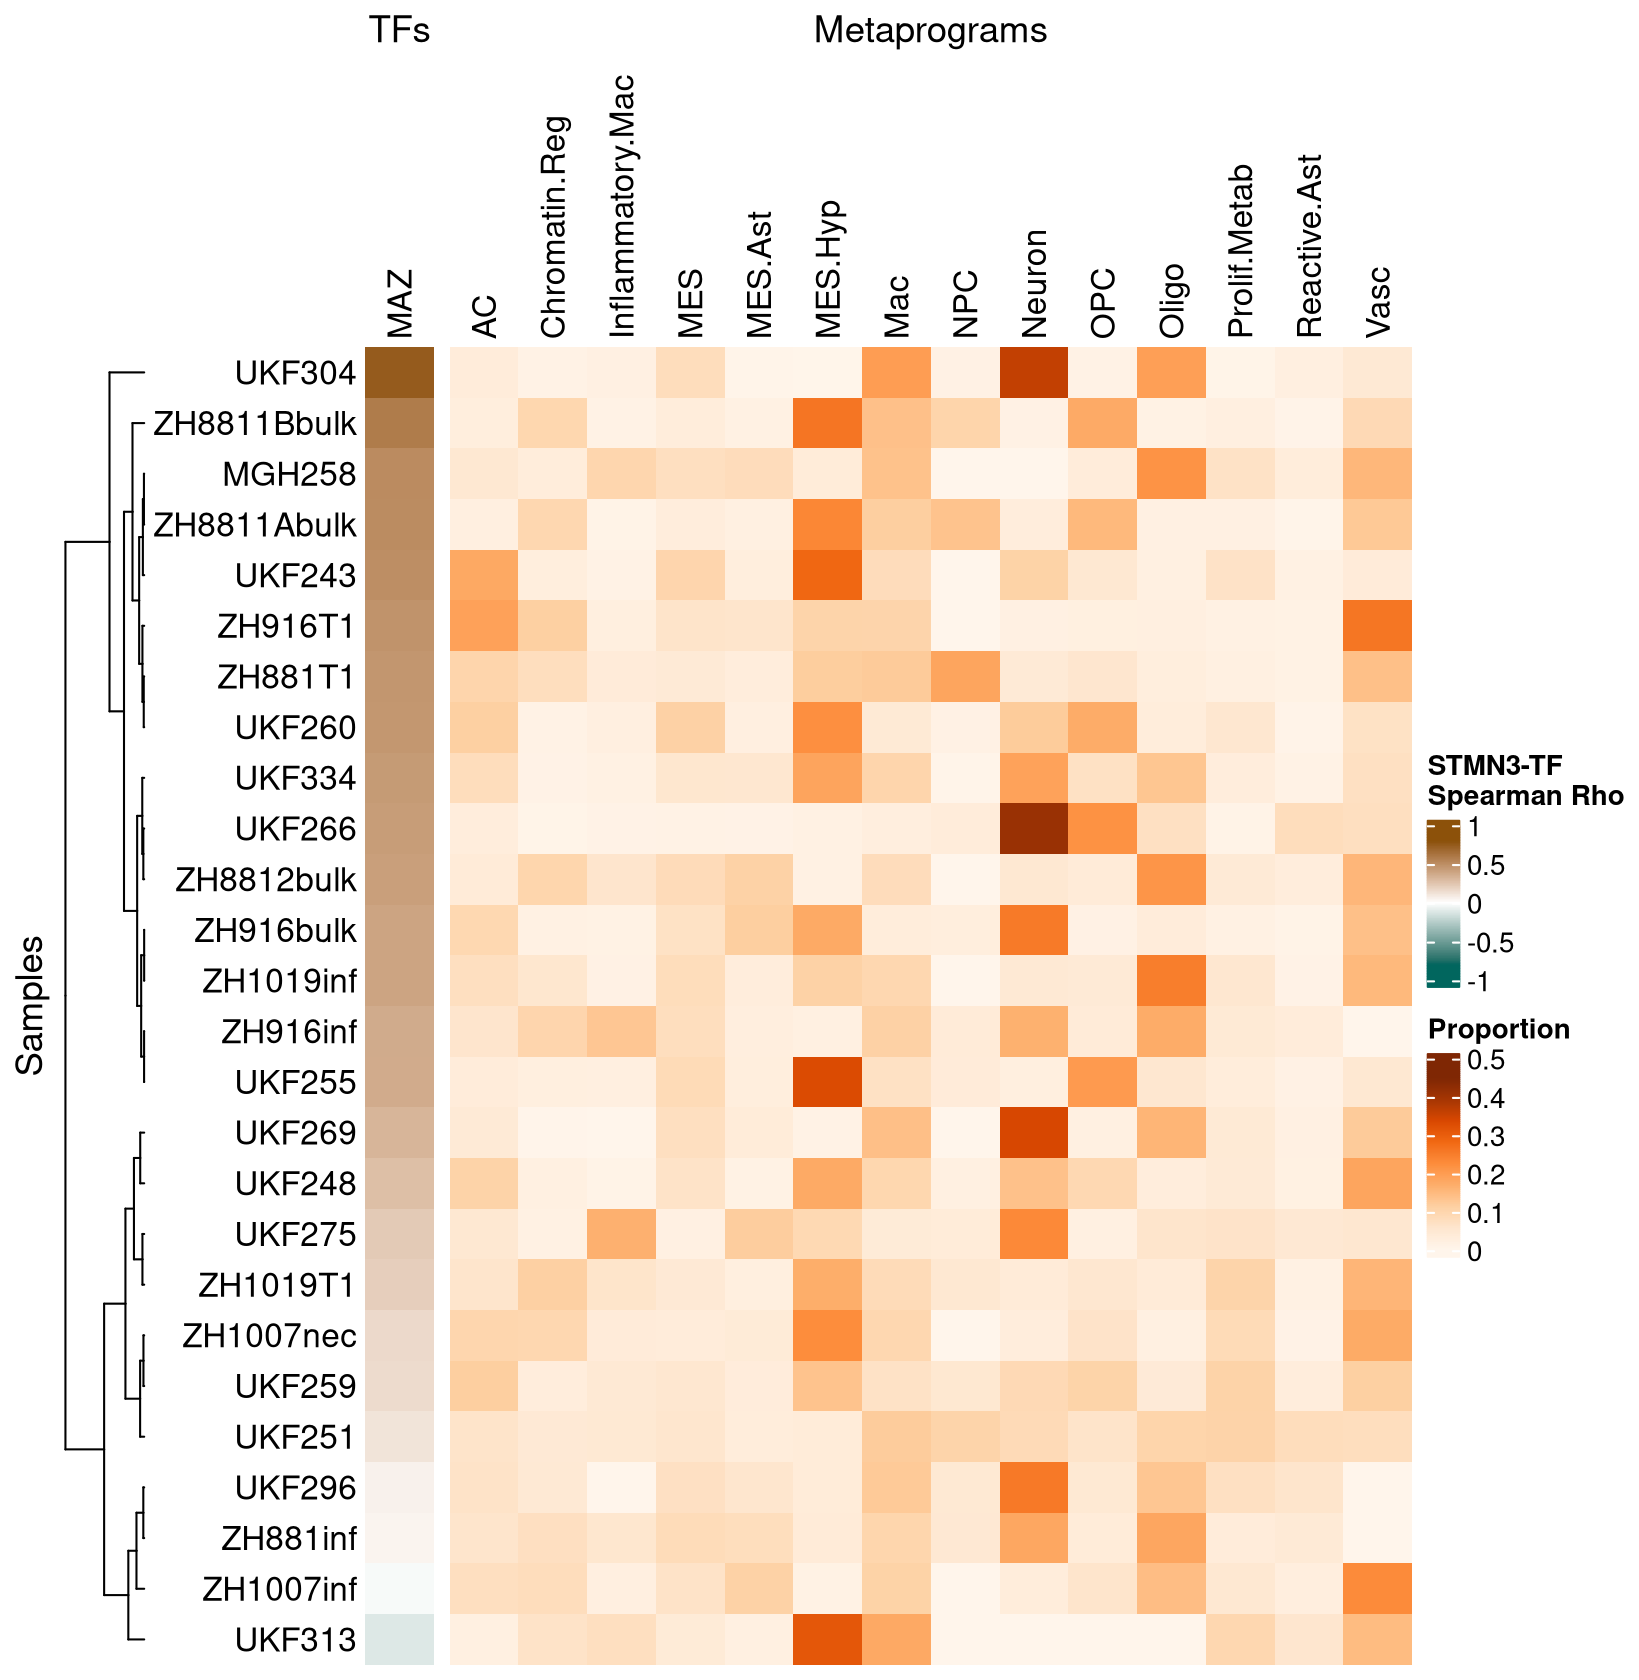 TFs
Metaprograms
MAZ
AC
Chromatin.Reg
Inflammatory.Mac
MES
MES.Ast
MES.Hyp
Mac
NPC
Neuron
OPC
Oligo
Prolif.Metab
Reactive.Ast
Vasc
Samples
UKF304
ZH8811Bbulk
MGH258
ZH8811Abulk
UKF243
ZH916T1
ZH881T1
UKF260
UKF334
UKF266
ZH8812bulk
ZH916bulk
ZH1019inf
ZH916inf
UKF255
UKF269
UKF248
UKF275
ZH1019T1
ZH1007nec
UKF259
UKF251
UKF296
ZH881inf
ZH1007inf
UKF313
STMN3-TF
Spearman Rho
1
0.5
0
-0.5
-1
Proportion
0.5
0.4
0.3
0.2
0.1
0